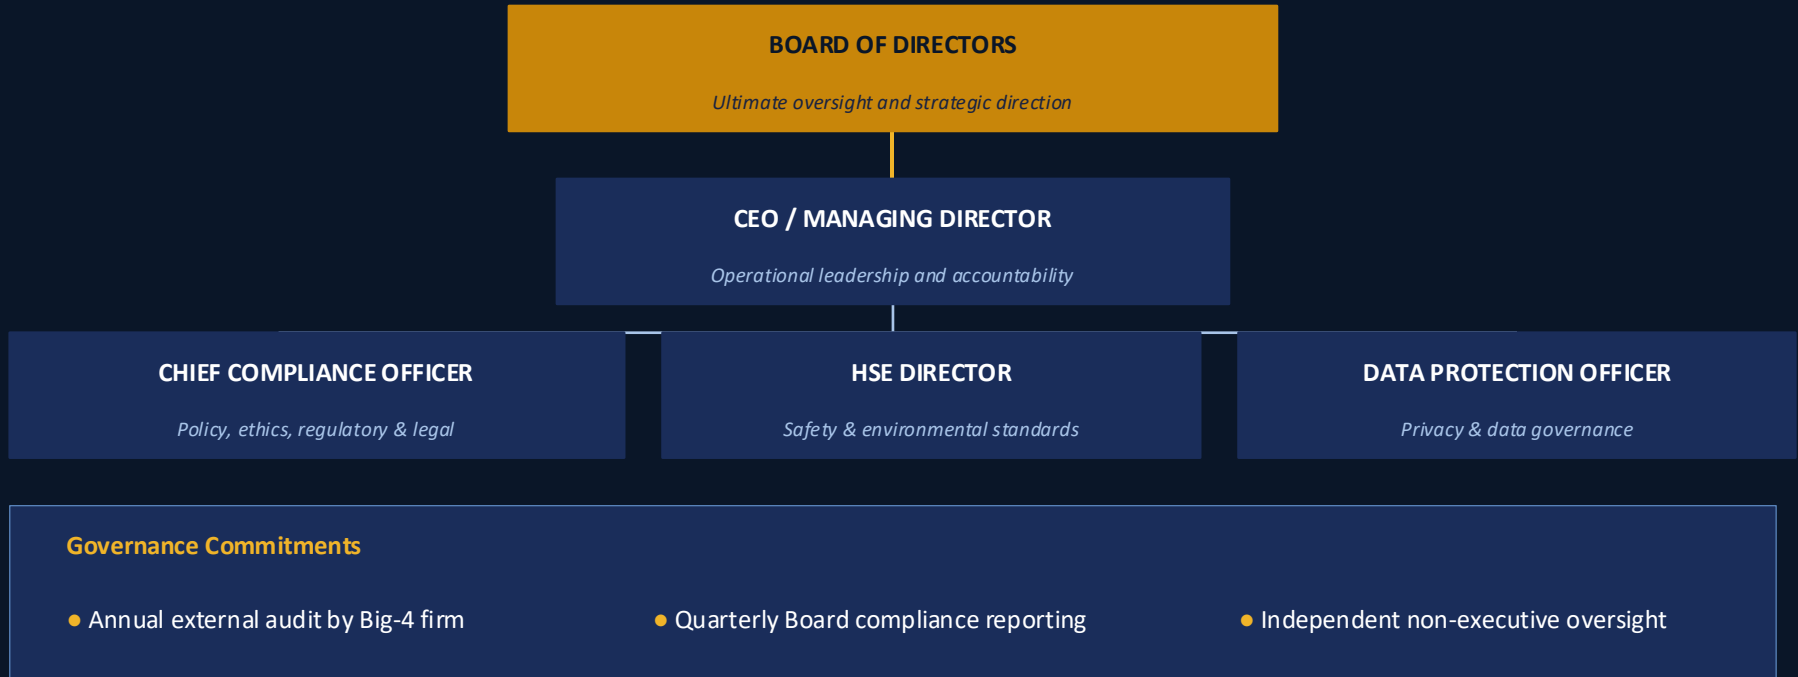 BOARD OF DIRECTORS
Ultimate oversight and strategic direction
CEO / MANAGING DIRECTOR
Operational leadership and accountability
CHIEF COMPLIANCE OFFICER
Policy, ethics, regulatory & legal
HSE DIRECTOR
Safety & environmental standards
DATA PROTECTION OFFICER
Privacy & data governance
Governance Commitments
● Annual external audit by Big-4 firm
● Quarterly Board compliance reporting
● Independent non-executive oversight